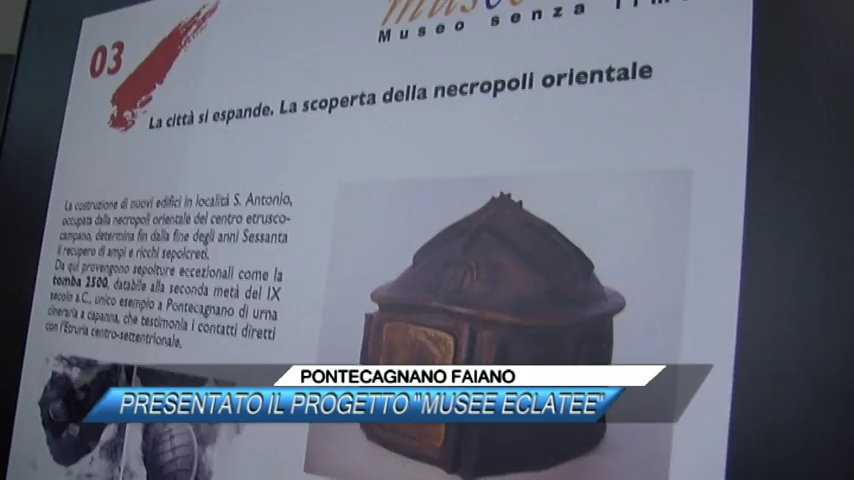 03
Museo senza
La città si espande. La scoperta della necropoli orientale
La costruzione di nuovi edifici in località S. Antonio,
occupata dalla necropoli orientale del centro etrusco-
campano, determina fin dalla fine degli anni Sessanta
il recupero di ampi e ricchi sepolcreti.
Da qui provengono sepolture eccezionali come la
tomba 2500, databile alla seconda metà del IX
secolo a.C., unico esempio a Pontecagnano di urna
cineraria a capanna, che testimonia i contatti diretti
con l'Etruria centro-settentrionale.
PONTECAGNANO FAIANO
PRESENTATO IL PROGETTO "MUSEE ECLATEE"